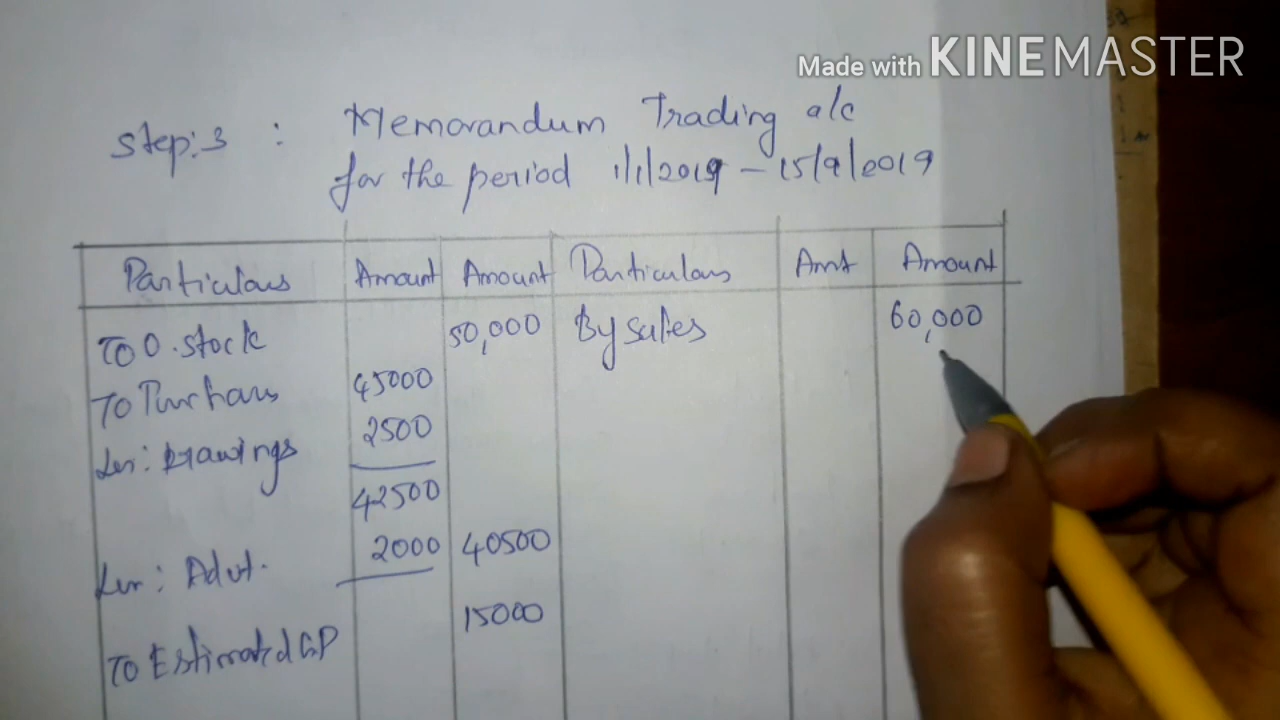 Made with KINEMASTER
Step:3 : Memorandum Trading a/c
for the period 1/1/2019 - 15/9/2019
Particulars Amount Amount Particulars Amt Amount
To O. Stock 50,000 By Sales 60,000
To Purchases 45000
Less: Drawings 2500
42500
Less: Advt. 2000 40500
To Estimated GP 15000